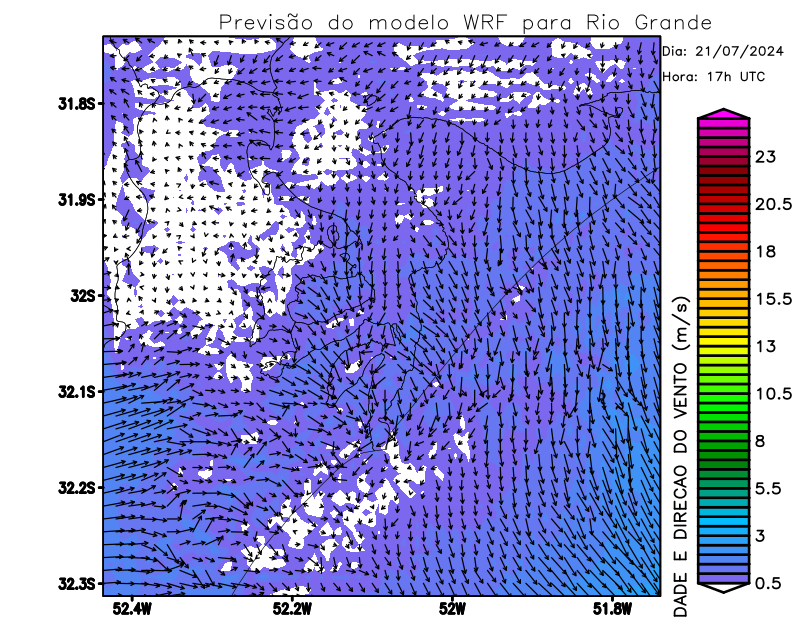 Previsão do modelo WRF para Rio Grande
Dia: 21/07/2024
Hora: 17h UTC
31.8S
31.9S
32S
32.1S
32.2S
32.3S
52.4W
52.2W
52W
51.8W
23
20.5
18
15.5
13
10.5
8
5.5
3
0.5
DADE E DIRECAO DO VENTO (m/s)